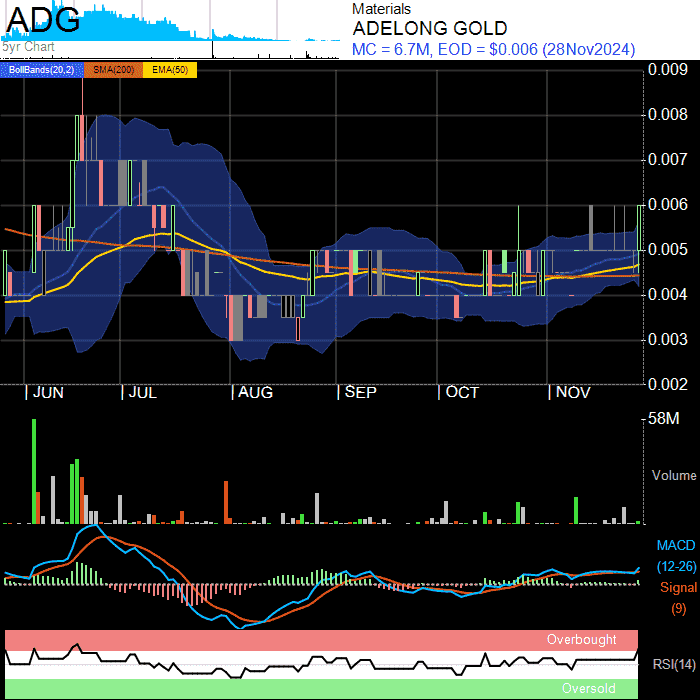 ADG
5yr Chart
Materials
ADELONG GOLD
MC = 6.7M, EOD = $0.006 (28Nov2024)
BollBands(20,2) SMA(200) EMA(50)
0.009
0.008
0.007
0.006
0.005
0.004
0.003
0.002
JUN JUL AUG SEP OCT NOV
58M
Volume
MACD
(12-26)
Signal
(9)
Overbought
RSI(14)
Oversold